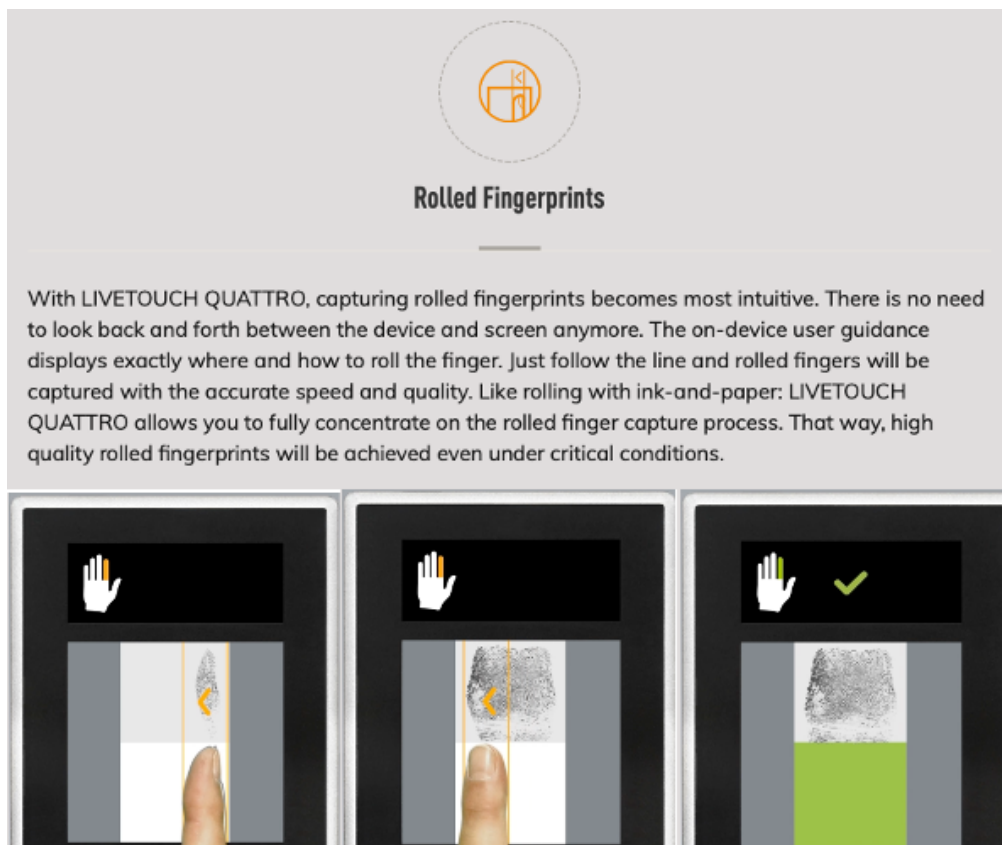 Rolled Fingerprints
With LIVETOUCH QUATTRO, capturing rolled fingerprints becomes most intuitive. There is no need
to look back and forth between the device and screen anymore. The on-device user guidance
displays exactly where and how to roll the finger. Just follow the line and rolled fingers will be
captured with the accurate speed and quality. Like rolling with ink-and-paper: LIVETOUCH
QUATTRO allows you to fully concentrate on the rolled finger capture process. That way, high
quality rolled fingerprints will be achieved even under critical conditions.